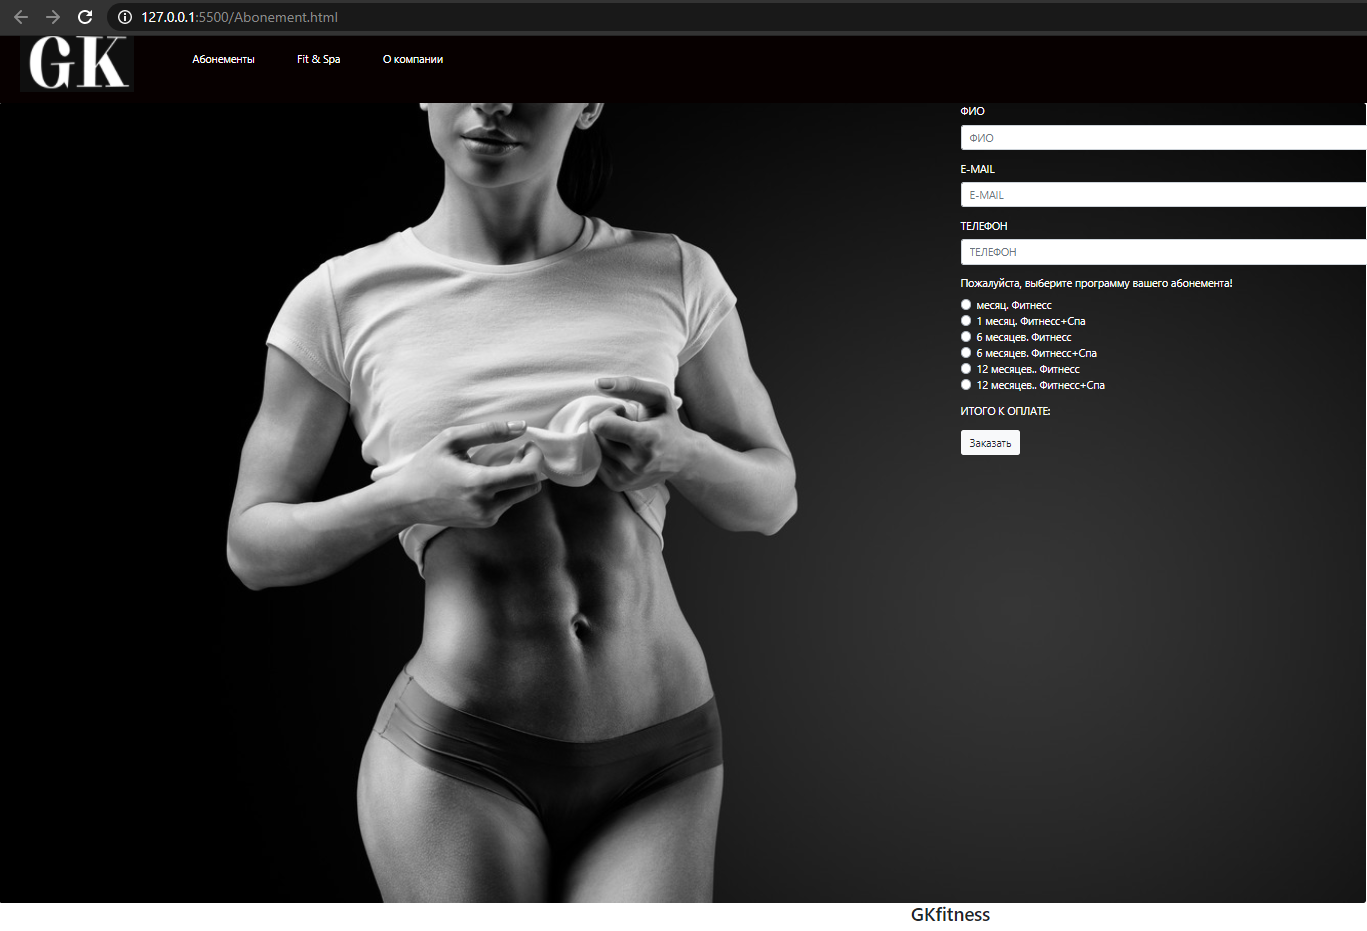 127.0.0.1:5500/Abonement.html
GK
Абонементы
Fit & Spa
О компании
ФИО
ФИО
E-MAIL
E-MAIL
ТЕЛЕФОН
ТЕЛЕФОН
Пожалуйста, выберите программу вашего абонемента!
месяц. Фитнесс
1 месяц. Фитнесс+Спа
6 месяцев. Фитнесс
6 месяцев. Фитнесс+Спа
12 месяцев.. Фитнесс
12 месяцев.. Фитнесс+Спа
ИТОГО К ОПЛАТЕ:
Заказать
GKfitness